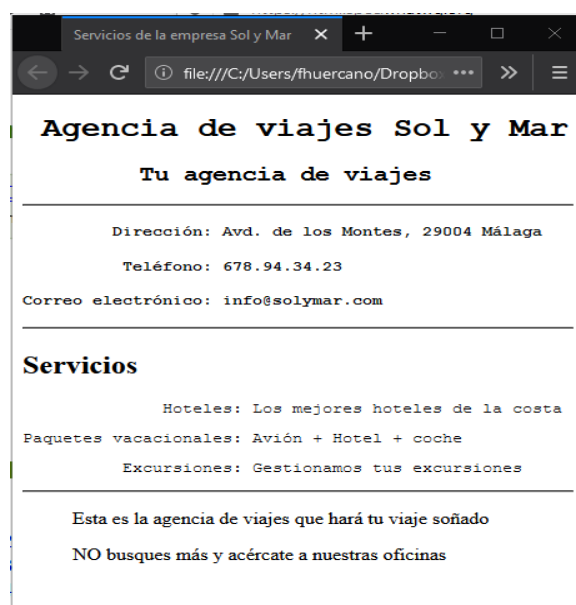 Servicios de la empresa Sol y Mar
file:///C:/Users/fhuercano/Dropbo
Agencia de viajes Sol y Mar
Tu agencia de viajes
Dirección: Avd. de los Montes, 29004 Málaga
Teléfono: 678.94.34.23
Correo electrónico: info@solymar.com
Servicios
Hoteles: Los mejores hoteles de la costa
Paquetes vacacionales: Avión + Hotel + coche
Excursiones: Gestionamos tus excursiones
Esta es la agencia de viajes que hará tu viaje soñado
NO busques más y acércate a nuestras oficinas